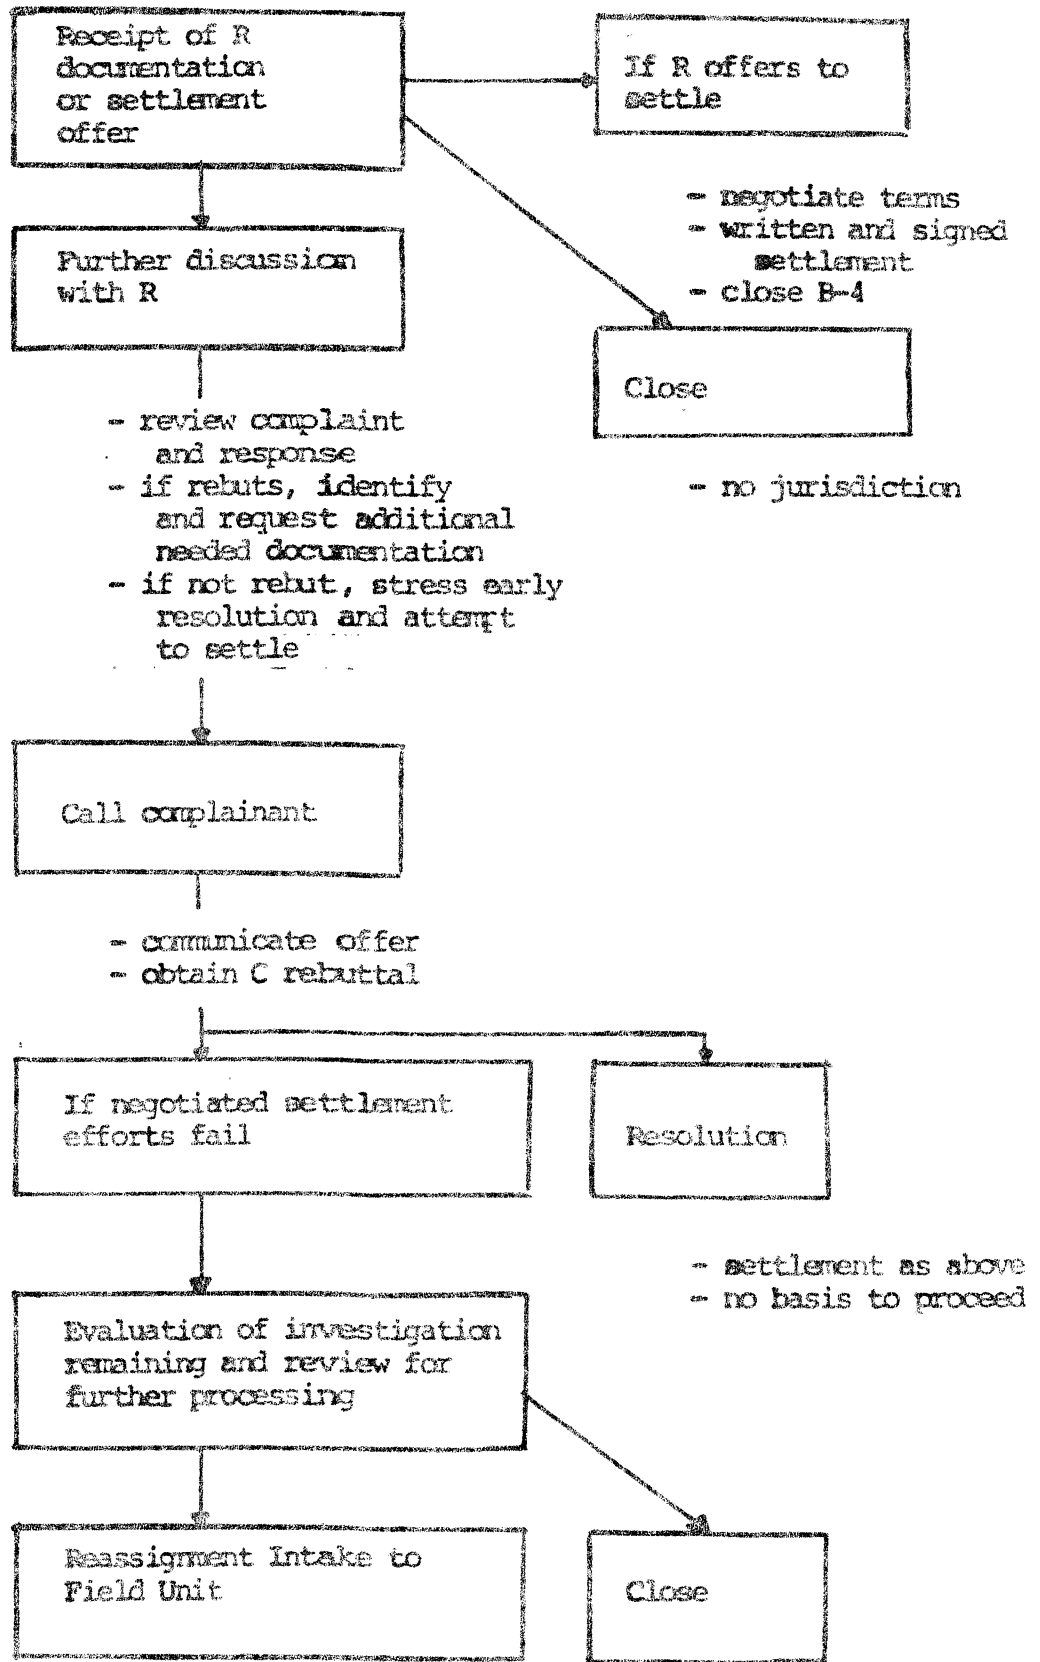 Receipt of R
documentation
or settlement
offer
If R offers to
settle
- negotiate terms
- written and signed
settlement
- close B-4
Further discussion
with R
Close
- no jurisdiction
- review complaint
and response
- if rebuts, identify
and request additional
needed documentation
- if not rebut, stress early
resolution and attempt
to settle
Call complainant
- communicate offer
- obtain C rebuttal
If negotiated settlement
efforts fail
Resolution
- settlement as above
- no basis to proceed
Evaluation of investigation
remaining and review for
further processing
Reassignment Intake to
Field Unit
Close